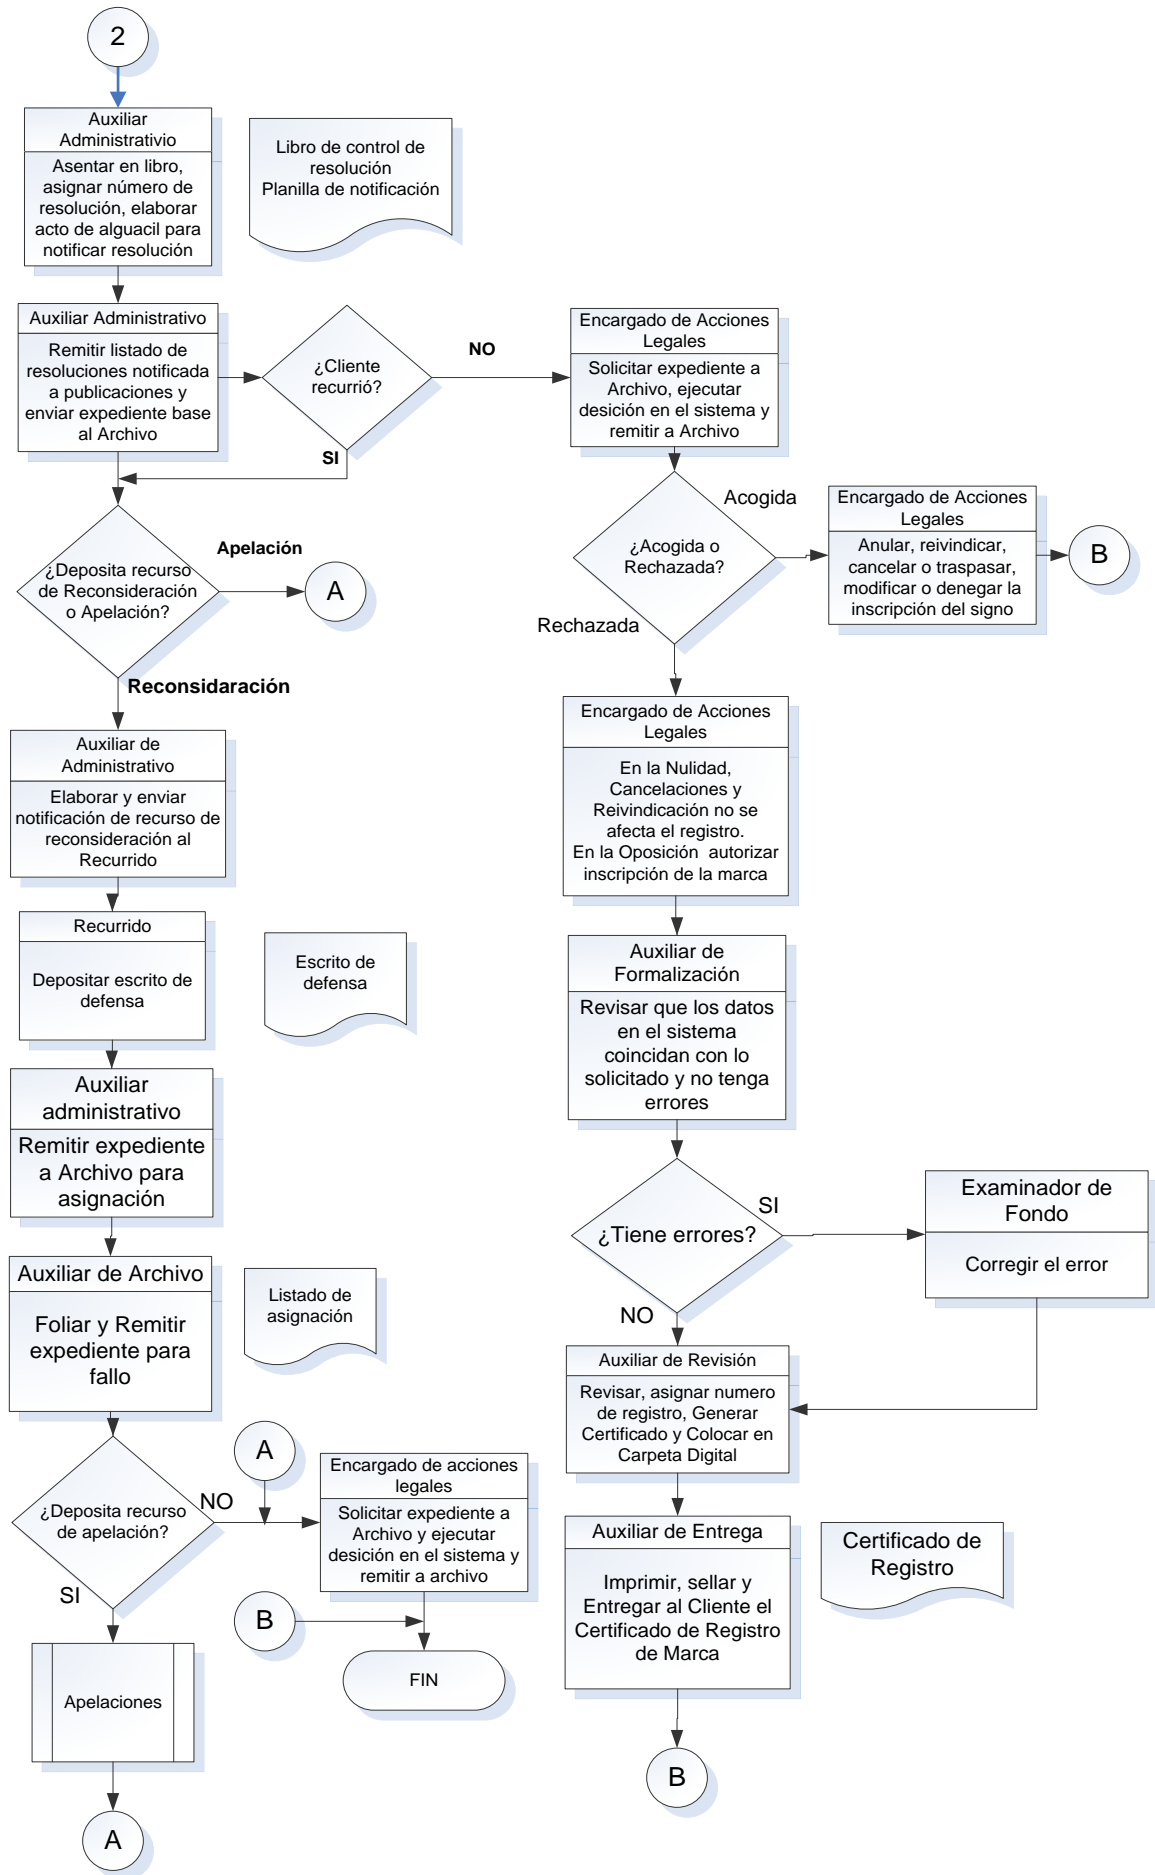 2
Auxiliar
Administrativio
Asentar en libro,
asignar número de
resolución, elaborar
acto de alguacil para
notificar resolución
Libro de control de
resolución
Planilla de notificación
Auxiliar Administrativo
Remitir listado de
resoluciones notificada
a publicaciones y
enviar expediente base
al Archivo
¿Cliente
recurrió?
NO
SI
Encargado de Acciones
Legales
Solicitar expediente a
Archivo, ejecutar
desición en el sistema y
remitir a Archivo
¿Acogida o
Rechazada?
Acogida
Rechazada
Encargado de Acciones
Legales
Anular, reivindicar,
cancelar o traspasar,
modificar o denegar la
inscripción del signo
B
¿Deposita recurso
de Reconsideración
o Apelación?
Apelación
A
Reconsidaración
Auxiliar de
Administrativo
Elaborar y enviar
notificación de recurso de
reconsideración al
Recurrido
Recurrido
Depositar escrito de
defensa
Escrito de
defensa
Auxiliar
administrativo
Remitir expediente
a Archivo para
asignación
Auxiliar de Archivo
Foliar y Remitir
expediente para
fallo
Listado de
asignación
¿Deposita recurso
de apelación?
NO
SI
A
Encargado de acciones
legales
Solicitar expediente a
Archivo y ejecutar
desición en el sistema y
remitir a archivo
B
FIN
Apelaciones
A
Encargado de Acciones
Legales
En la Nulidad,
Cancelaciones y
Reivindicación no se
afecta el registro.
En la Oposición autorizar
inscripción de la marca
Auxiliar de
Formalización
Revisar que los datos
en el sistema
coincidan con lo
solicitado y no tenga
errores
¿Tiene errores?
SI
NO
Examinador de
Fondo
Corregir el error
Auxiliar de Revisión
Revisar, asignar numero
de registro, Generar
Certificado y Colocar en
Carpeta Digital
Auxiliar de Entrega
Imprimir, sellar y
Entregar al Cliente el
Certificado de Registro
de Marca
Certificado de
Registro
B